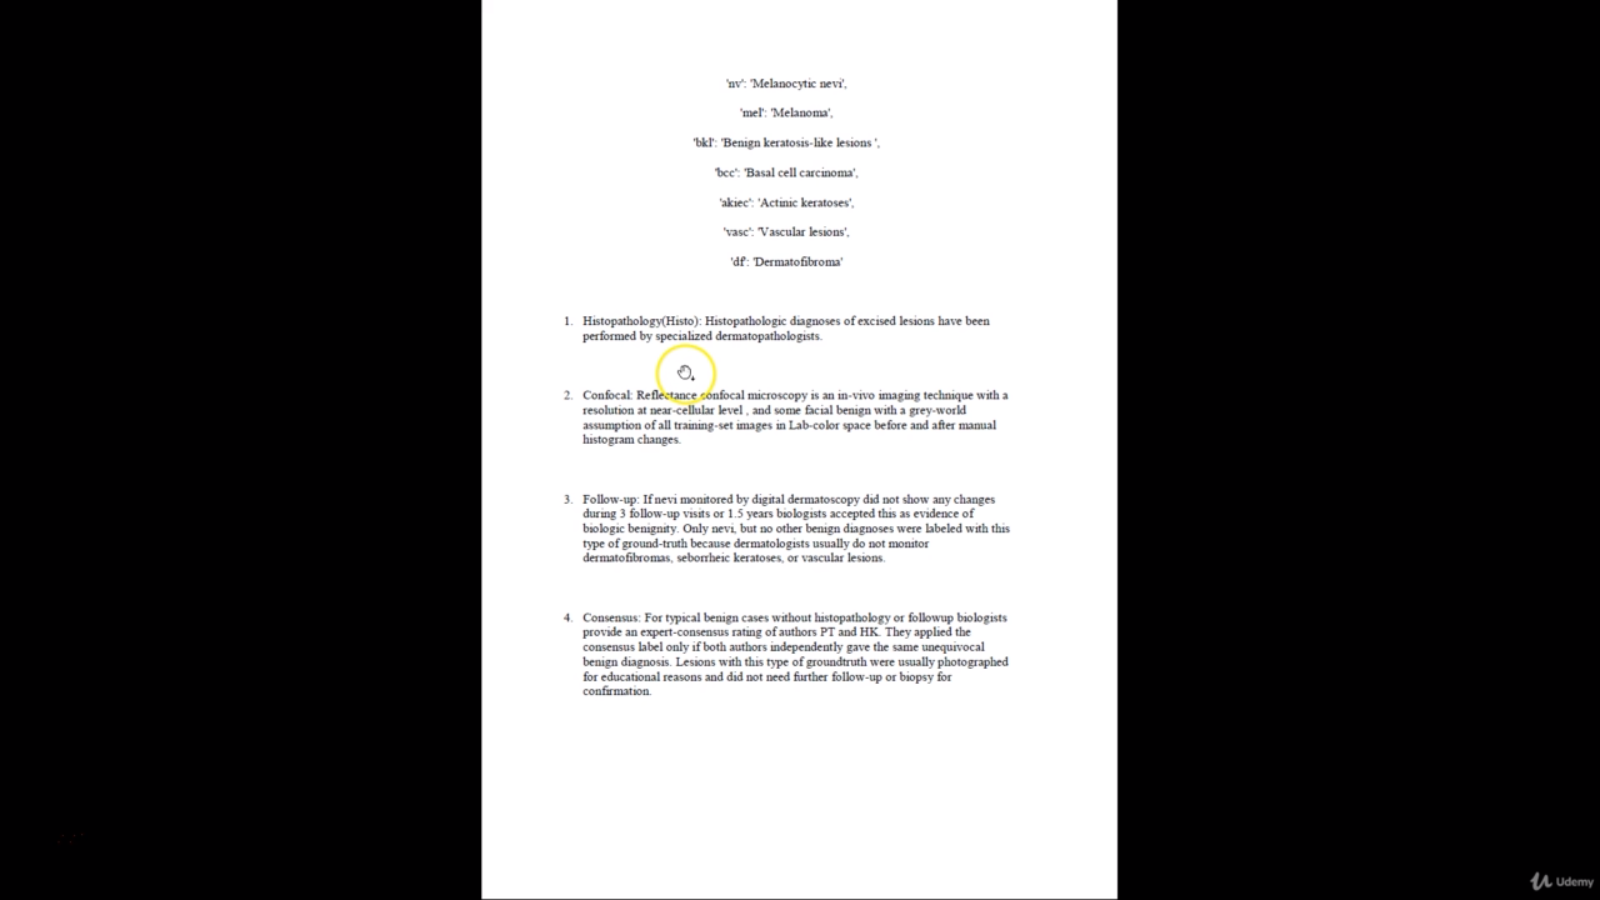 'nv': 'Melanocytic nevi',
'mel': 'Melanoma',
'bkl': 'Benign keratosis-like lesions ',
'bcc': 'Basal cell carcinoma',
'akiec': 'Actinic keratoses',
'vasc': 'Vascular lesions',
'df': 'Dermatofibroma'
1. Histopathology(Histo): Histopathologic diagnoses of excised lesions have been
performed by specialized dermatopathologists.
2. Confocal: Reflectance confocal microscopy is an in-vivo imaging technique with a
resolution at near-cellular level , and some facial benign with a grey-world
assumption of all training-set images in Lab-color space before and after manual
histogram changes.
3. Follow-up: If nevi monitored by digital dermatoscopy did not show any changes
during 3 follow-up visits or 1.5 years biologists accepted this as evidence of
biologic benignity. Only nevi, but no other benign diagnoses were labeled with this
type of ground-truth because dermatologists usually do not monitor
dermatofibromas, seborrheic keratoses, or vascular lesions.
4. Consensus: For typical benign cases without histopathology or followup biologists
provide an expert-consensus rating of authors PT and HK. They applied the
consensus label only if both authors independently gave the same unequivocal
benign diagnosis. Lesions with this type of groundtruth were usually photographed
for educational reasons and did not need further follow-up or biopsy for
confirmation.
Udemy